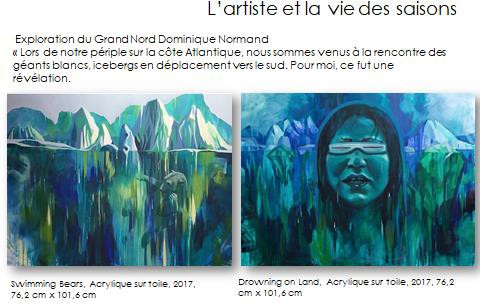 L'artiste et la vie des saisons
Exploration du Grand Nord Dominique Normand
« Lors de notre périple sur la côte Atlantique, nous sommes venus à la rencontre des
géants blancs, icebergs en déplacement vers le sud. Pour moi, ce fut une
révélation.
Swimming Bears, Acrylique sur toile, 2017,
76,2 cm x 101,6 cm
Drowning on Land, Acrylique sur toile, 2017, 76,2
cm x 101,6 cm